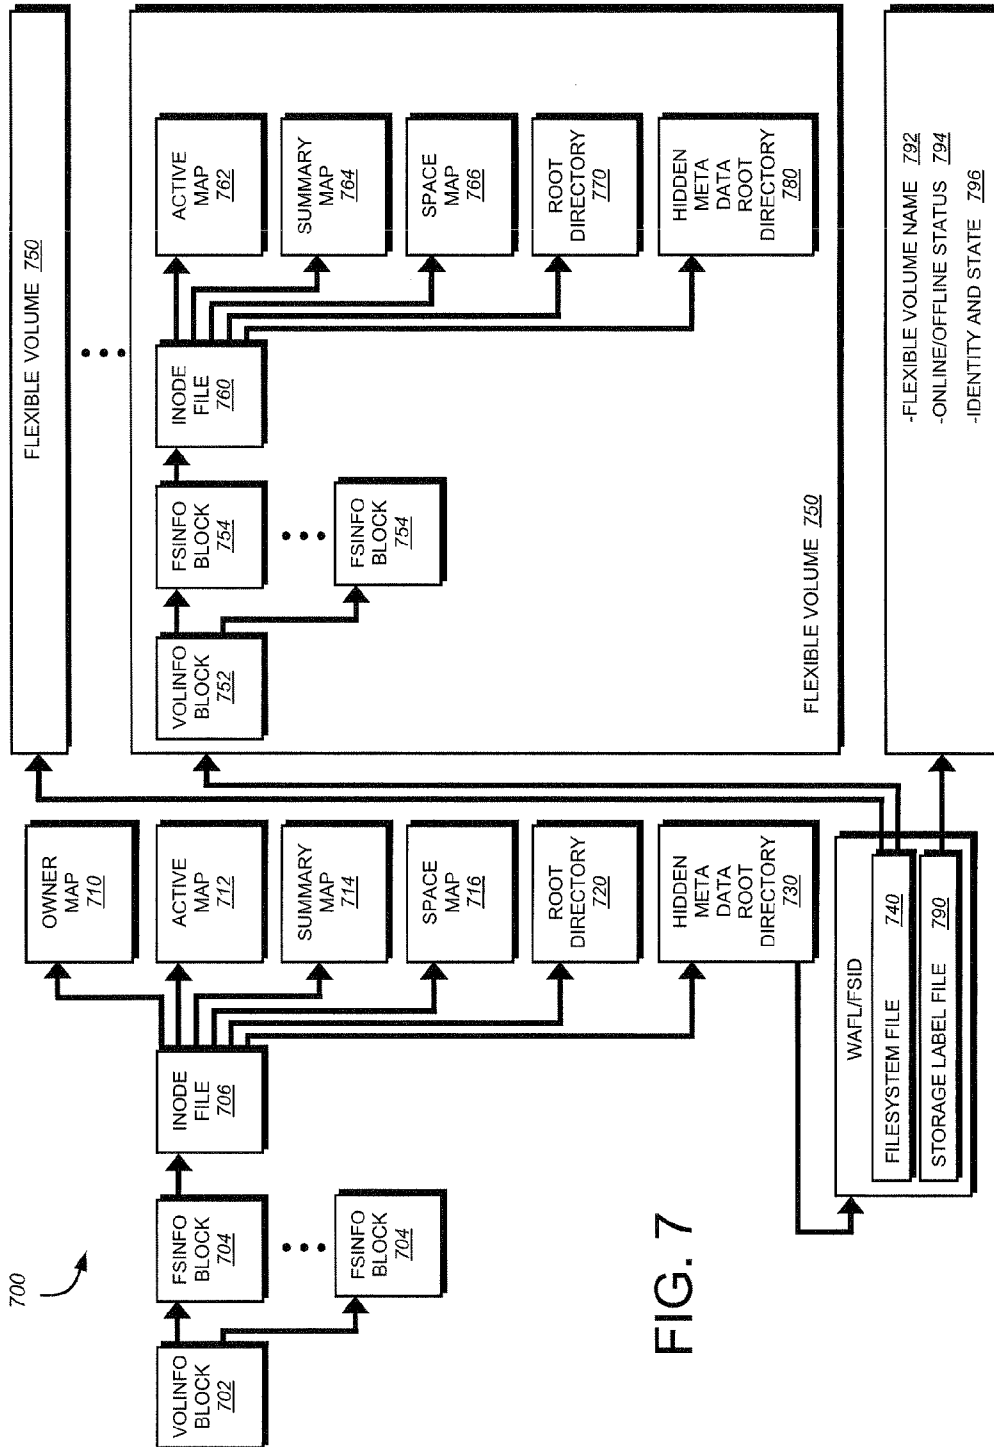 700
VOLINFO
BLOCK
702
FSINFO
BLOCK
704
FSINFO
BLOCK
704
INODE
FILE
706
OWNER
MAP
710
ACTIVE
MAP
712
SUMMARY
MAP
714
SPACE
MAP
716
ROOT
DIRECTORY
720
HIDDEN
META
DATA
ROOT
DIRECTORY
730
WAFL/FSID
FILESYSTEM FILE 740
STORAGE LABEL FILE 790
FLEXIBLE VOLUME 750
VOLINFO
BLOCK
752
FSINFO
BLOCK
754
FSINFO
BLOCK
754
INODE
FILE
760
ACTIVE
MAP
762
SUMMARY
MAP
764
SPACE
MAP
766
ROOT
DIRECTORY
770
HIDDEN
META
DATA
ROOT
DIRECTORY
780
FLEXIBLE VOLUME 750
-FLEXIBLE VOLUME NAME 792
-ONLINE/OFFLINE STATUS 794
-IDENTITY AND STATE 796
FIG. 7